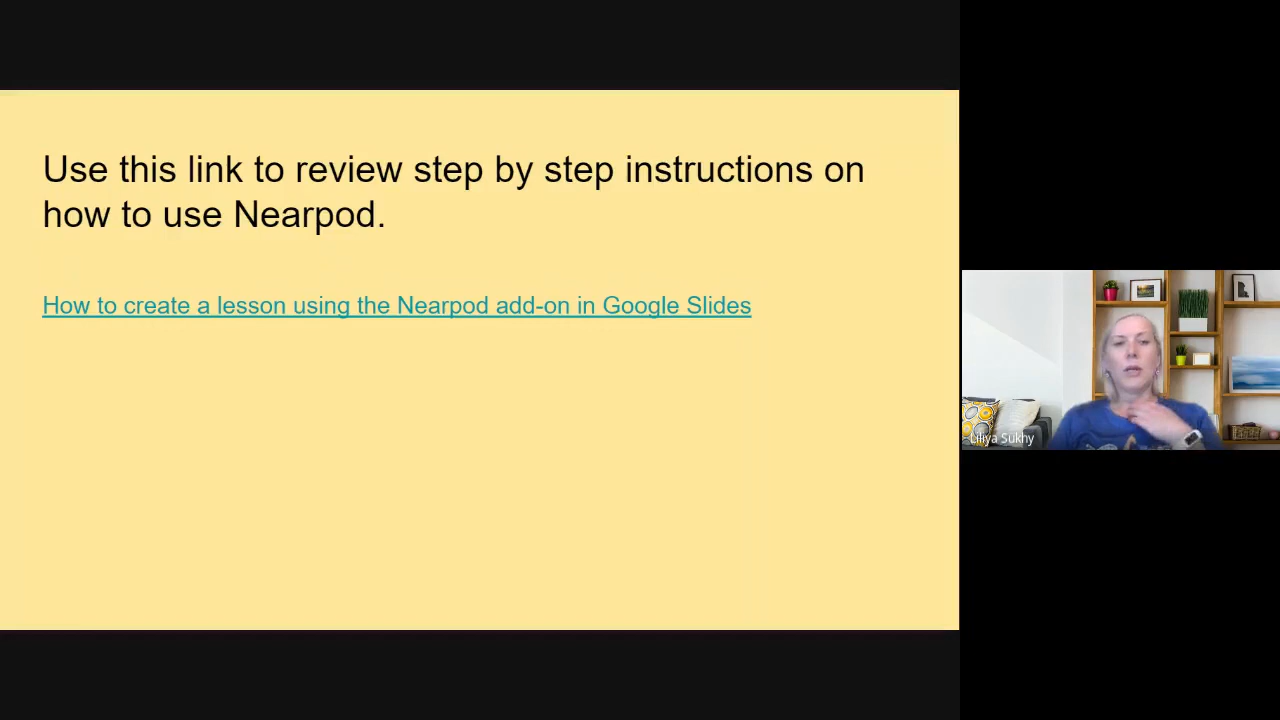 Use this link to review step by step instructions on
how to use Nearpod.
How to create a lesson using the Nearpod add-on in Google Slides
Liliya Sukhy